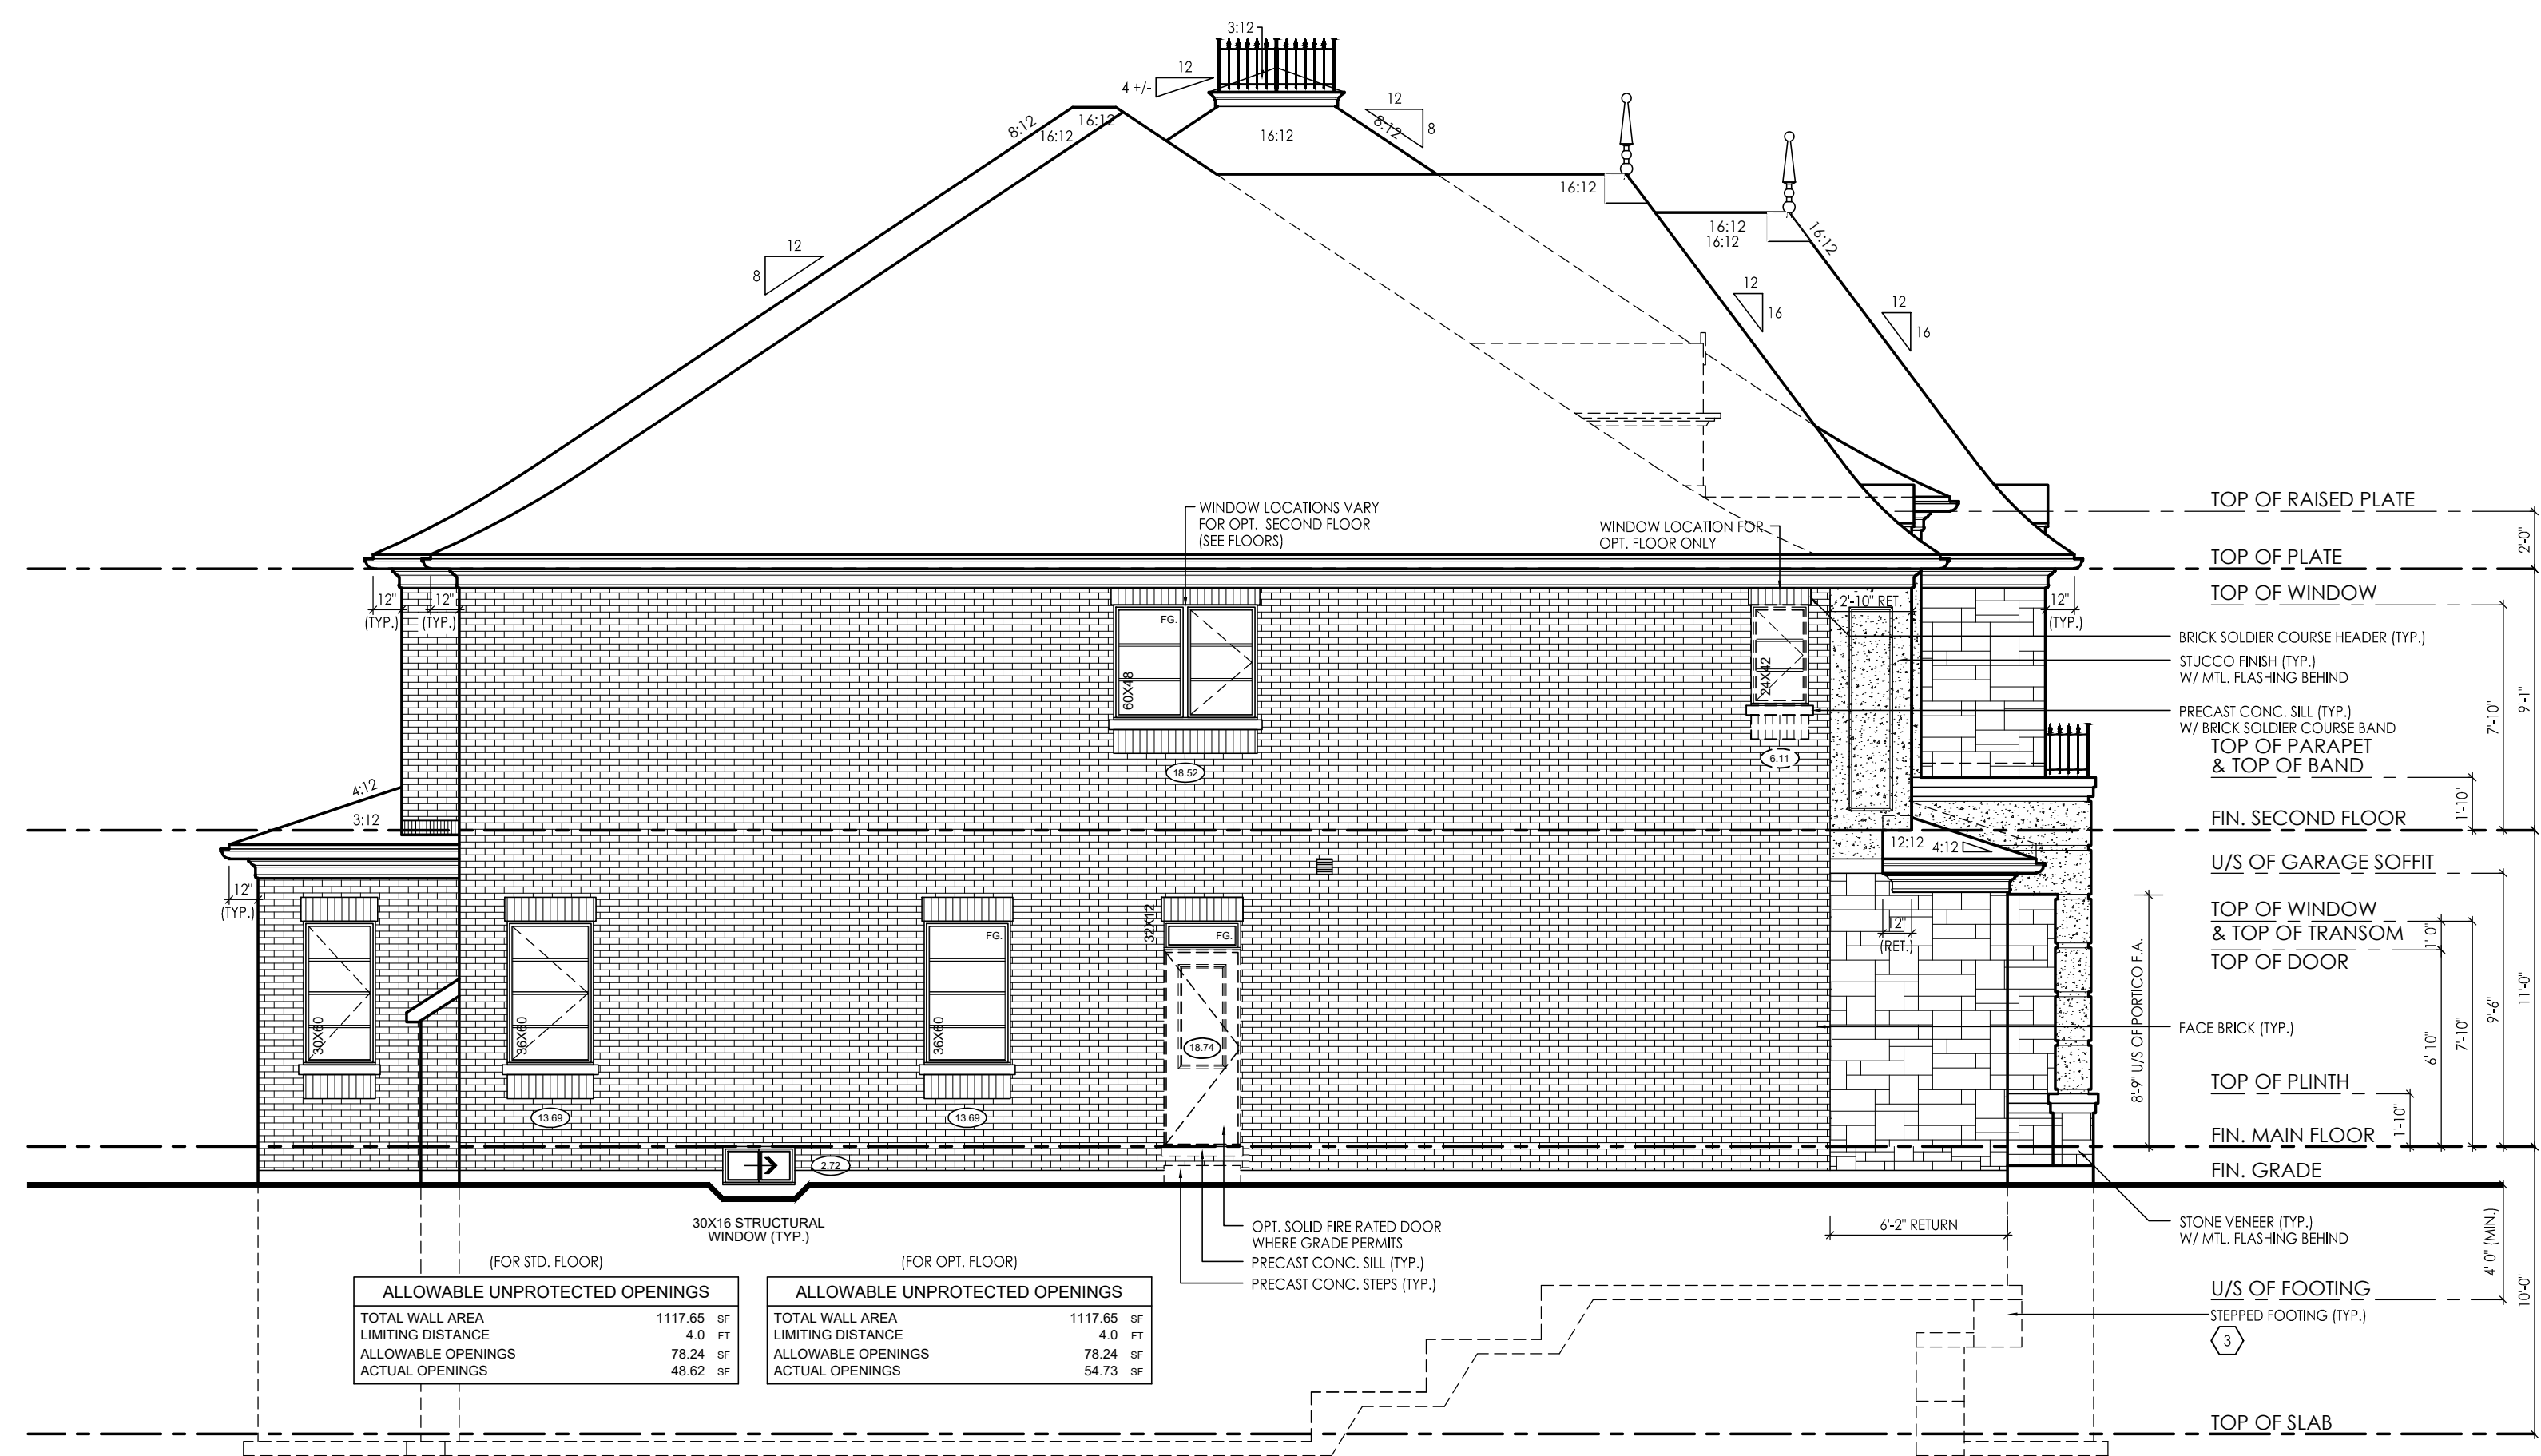 3:12
12
4 +/-
12
8
8:12
16:12
16:12
16:12
8:12
16:12
16:12
16:12
16:12
12
8
12
16
12
16
WINDOW LOCATIONS VARY
FOR OPT. SECOND FLOOR
(SEE FLOORS)
WINDOW LOCATION FOR
OPT. FLOOR ONLY
TOP OF RAISED PLATE
2'-0"
TOP OF PLATE
TOP OF WINDOW
12"
(TYP.)
12"
(TYP.)
FG.
60X48
18.52
24X42
6.11
2'-10" RET.
12"
(TYP.)
BRICK SOLDIER COURSE HEADER (TYP.)
STUCCO FINISH (TYP.)
W/ MTL. FLASHING BEHIND
PRECAST CONC. SILL (TYP.)
W/ BRICK SOLDIER COURSE BAND
TOP OF PARAPET
& TOP OF BAND
7'-10"
9'-1"
1'-10"
4:12
3:12
FIN. SECOND FLOOR
12:12
4:12
U/S OF GARAGE SOFFIT
12"
(TYP.)
TOP OF WINDOW
& TOP OF TRANSOM
TOP OF DOOR
1'-0"
30X60
36X60
13.69
FG.
36X60
13.69
32X12
FG.
18.74
12"
(RET.)
8'-9" U/S OF PORTICO F.A.
FACE BRICK (TYP.)
6'-10"
7'-10"
9'-6"
11'-0"
TOP OF PLINTH
1'-10"
FIN. MAIN FLOOR
2.72
FIN. GRADE
30X16 STRUCTURAL
WINDOW (TYP.)
OPT. SOLID FIRE RATED DOOR
WHERE GRADE PERMITS
PRECAST CONC. SILL (TYP.)
PRECAST CONC. STEPS (TYP.)
6'-2" RETURN
STONE VENEER (TYP.)
W/ MTL. FLASHING BEHIND
4'-0" (MIN.)
10'-0"
U/S OF FOOTING
STEPPED FOOTING (TYP.)
3
TOP OF SLAB
(FOR STD. FLOOR)
ALLOWABLE UNPROTECTED OPENINGS
TOTAL WALL AREA 1117.65 SF
LIMITING DISTANCE 4.0 FT
ALLOWABLE OPENINGS 78.24 SF
ACTUAL OPENINGS 48.62 SF
(FOR OPT. FLOOR)
ALLOWABLE UNPROTECTED OPENINGS
TOTAL WALL AREA 1117.65 SF
LIMITING DISTANCE 4.0 FT
ALLOWABLE OPENINGS 78.24 SF
ACTUAL OPENINGS 54.73 SF